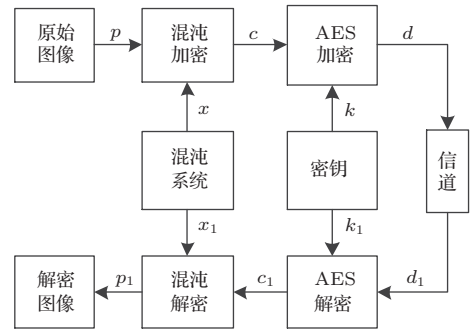 原始
图像
p
混沌
加密
c
AES
加密
d
x
k
混沌
系统
密钥
信
道
x₁
k₁
解密
图像
p₁
混沌
解密
c₁
AES
解密
d₁